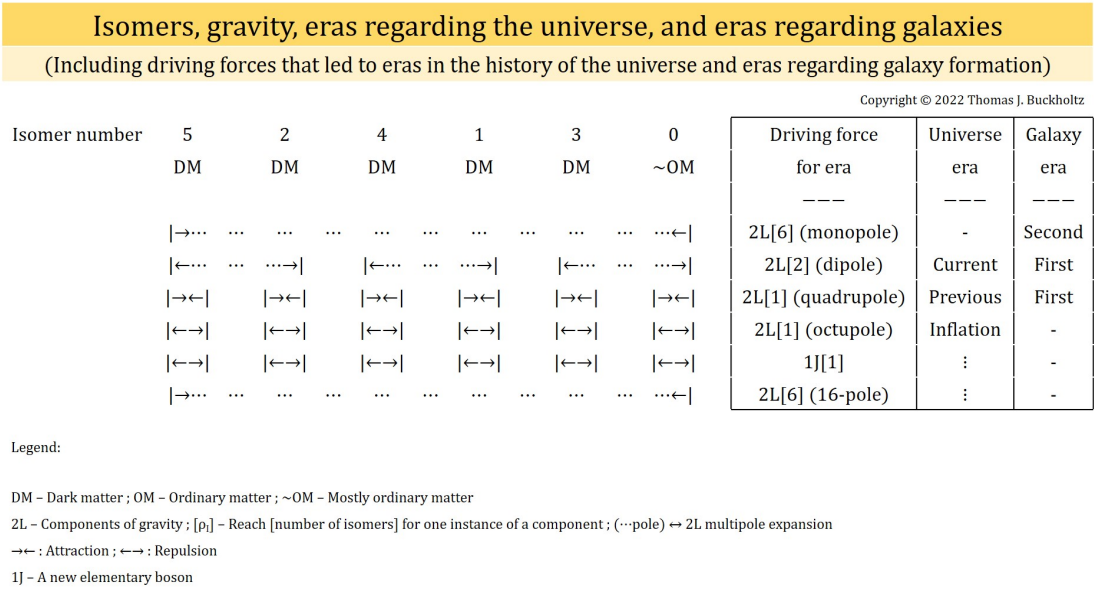 Isomers, gravity, eras regarding the universe, and eras regarding galaxies
(Including driving forces that led to eras in the history of the universe and eras regarding galaxy formation)
Copyright © 2022 Thomas J. Buckholtz
Isomer number 5 2 4 1 3 0 Driving force Universe Galaxy
DM DM DM DM DM ~OM for era era era
––– ––– –––
|→⋯ ⋯ ⋯ ⋯ ⋯ ⋯ ⋯ ⋯ ⋯ ⋯ ⋯←| 2L[6] (monopole) - Second
|←⋯ ⋯ ⋯→| |←⋯ ⋯ ⋯→| |←⋯ ⋯ ⋯→| 2L[2] (dipole) Current First
|→←| |→←| |→←| |→←| |→←| |→←| 2L[1] (quadrupole) Previous First
|←→| |←→| |←→| |←→| |←→| |←→| 2L[1] (octupole) Inflation -
|←→| |←→| |←→| |←→| |←→| |←→| 1J[1] ⋮ -
|→⋯ ⋯ ⋯ ⋯ ⋯ ⋯ ⋯ ⋯ ⋯ ⋯ ⋯←| 2L[6] (16-pole) ⋮ -
Legend:
DM – Dark matter ; OM – Ordinary matter ; ~OM – Mostly ordinary matter
2L – Components of gravity ; [ρ_I] – Reach [number of isomers] for one instance of a component ; (⋯pole) ↔ 2L multipole expansion
→← : Attraction ; ←→ : Repulsion
1J – A new elementary boson